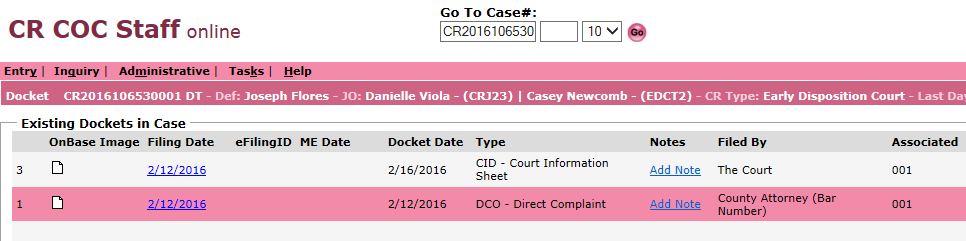 Go To Case#:
CR COC Staff online
CR2016106530 10 Go
Entry | Inquiry | Administrative | Tasks | Help
Docket CR2016106530001 DT - Def: Joseph Flores - JO: Danielle Viola - (CRJ23) | Casey Newcomb - (EDCT2) - CR Type: Early Disposition Court - Last Day
Existing Dockets in Case
OnBase Image Filing Date eFilingID ME Date Docket Date Type Notes Filed By Associated
3 2/12/2016 2/16/2016 CID - Court Information Sheet Add Note The Court 001
1 2/12/2016 2/12/2016 DCO - Direct Complaint Add Note County Attorney (Bar Number) 001